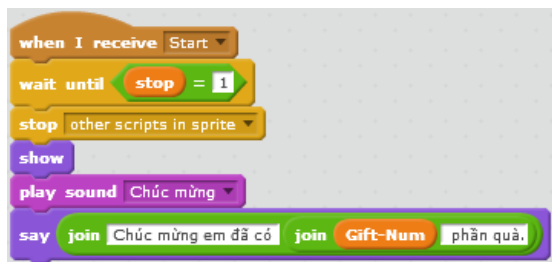 when I receive Start
wait until stop = 1
stop other scripts in sprite
show
play sound Chúc mừng
say join Chúc mừng em đã có join Gift-Num phần quà.